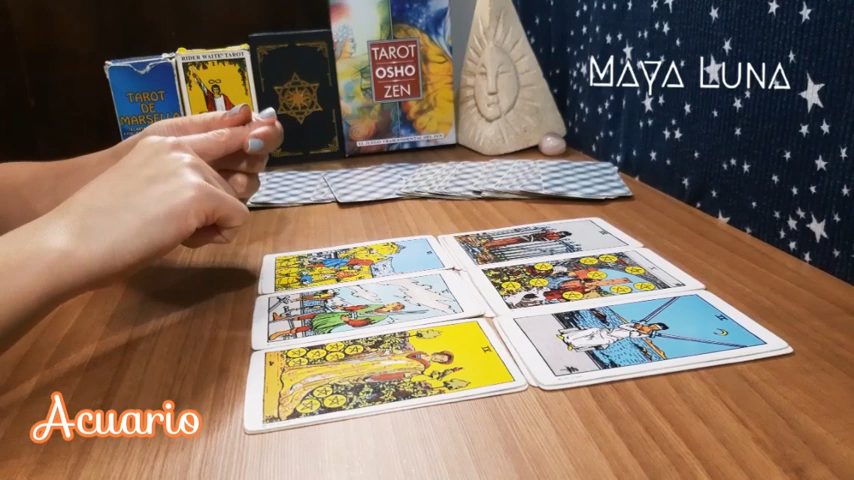 MAYA LUNA
RIDER WAITE TAROT
TAROT
DE
MARSELLA
TAROT
OSHO
ZEN
Acuario